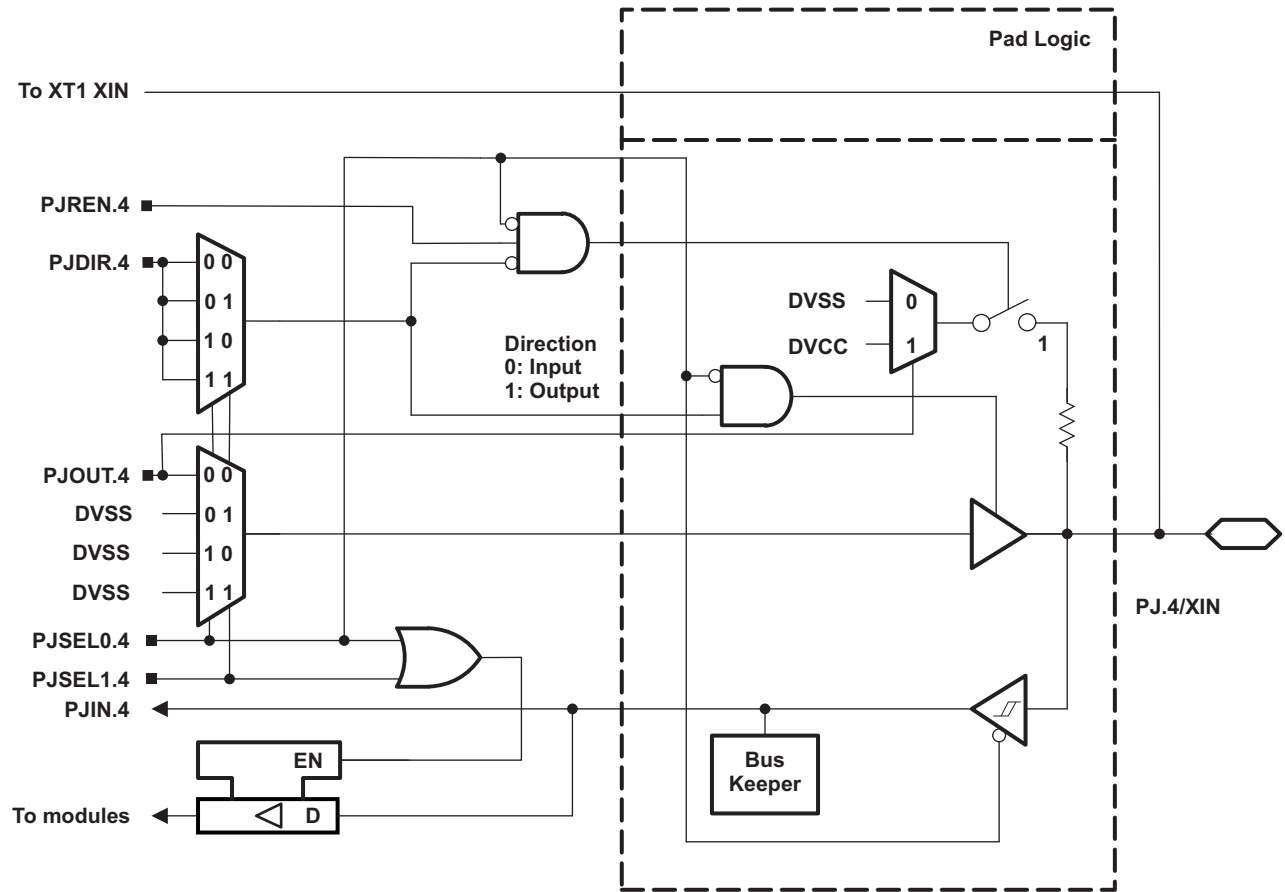 Pad Logic
To XT1 XIN
PJREN.4
PJDIR.4
0 0
0 1
1 0
1 1
Direction
0: Input
1: Output
DVSS
0
DVCC
1
1
PJOUT.4
0 0
DVSS
0 1
DVSS
1 0
DVSS
1 1
PJ.4/XIN
PJSEL0.4
PJSEL1.4
PJIN.4
EN
D
To modules
Bus
Keeper